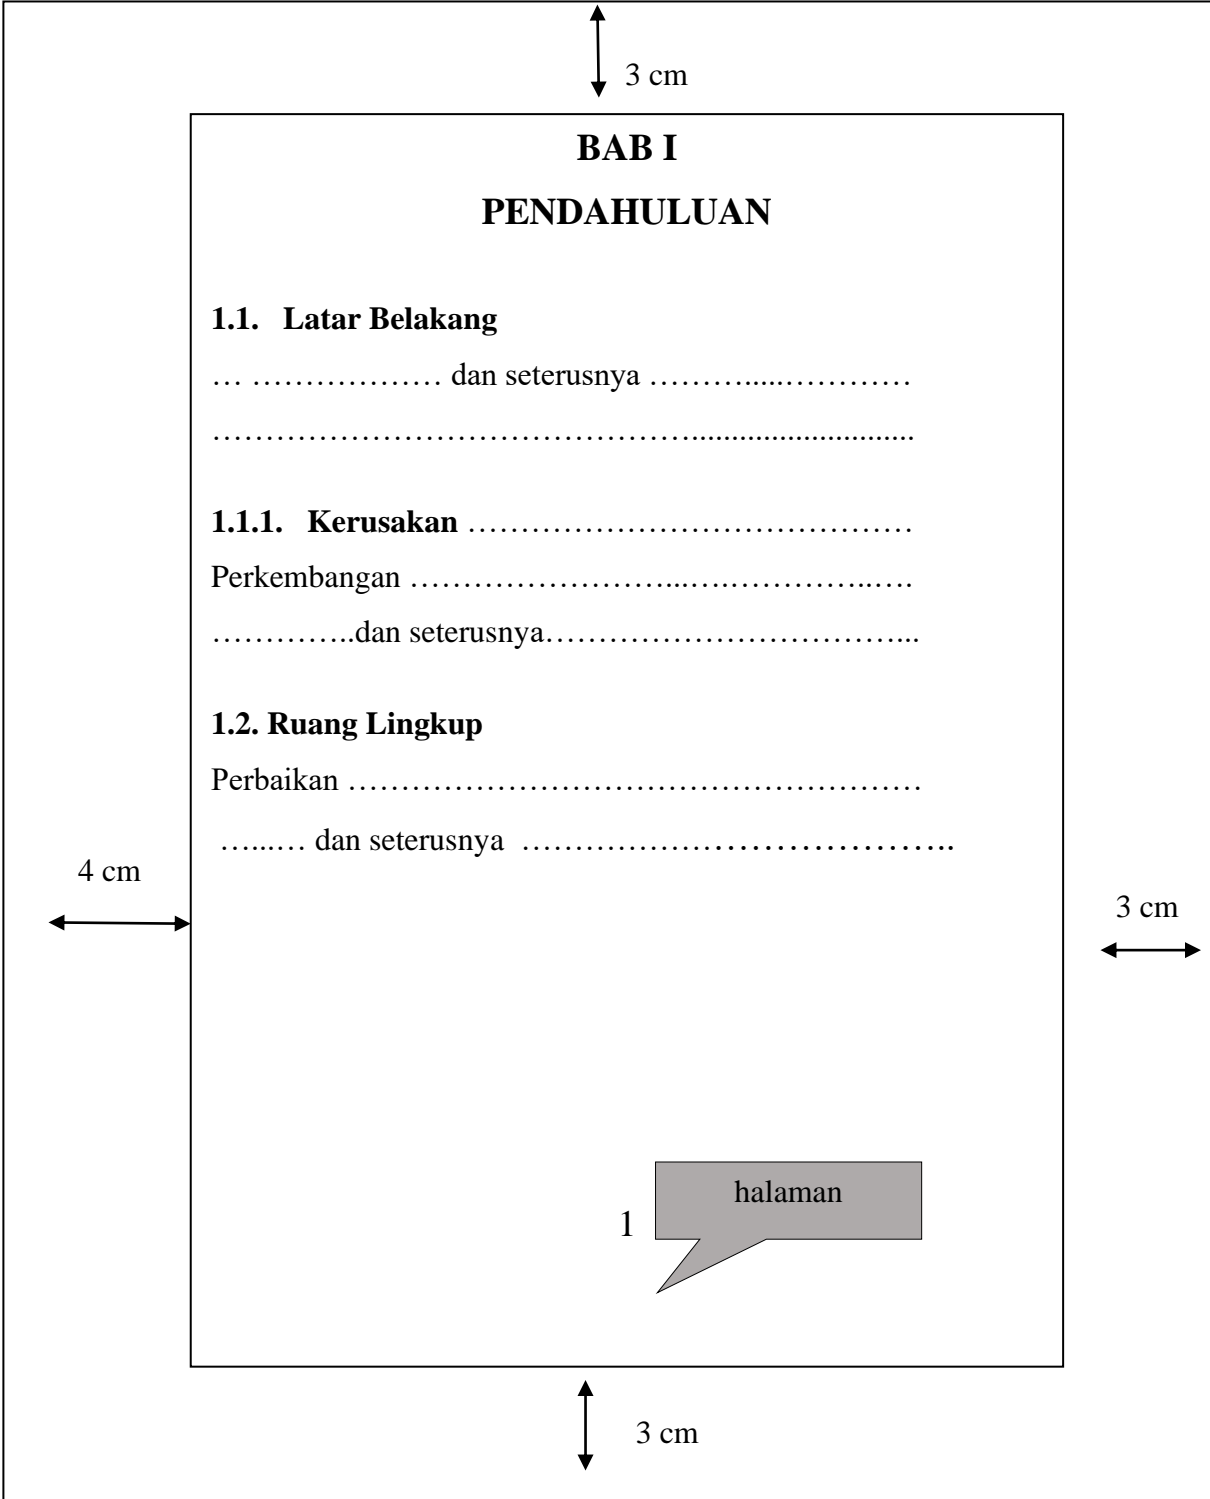 3 cm
BAB I
PENDAHULUAN
1.1. Latar Belakang
… ……………… dan seterusnya ……….....…………
………………………………………...........................
1.1.1. Kerusakan ……………………………………
Perkembangan ……………………...….…………..….
…………..dan seterusnya……………………………...
1.2. Ruang Lingkup
Perbaikan ………………………………………………
…...… dan seterusnya …………………………………..
4 cm
3 cm
halaman
1
3 cm